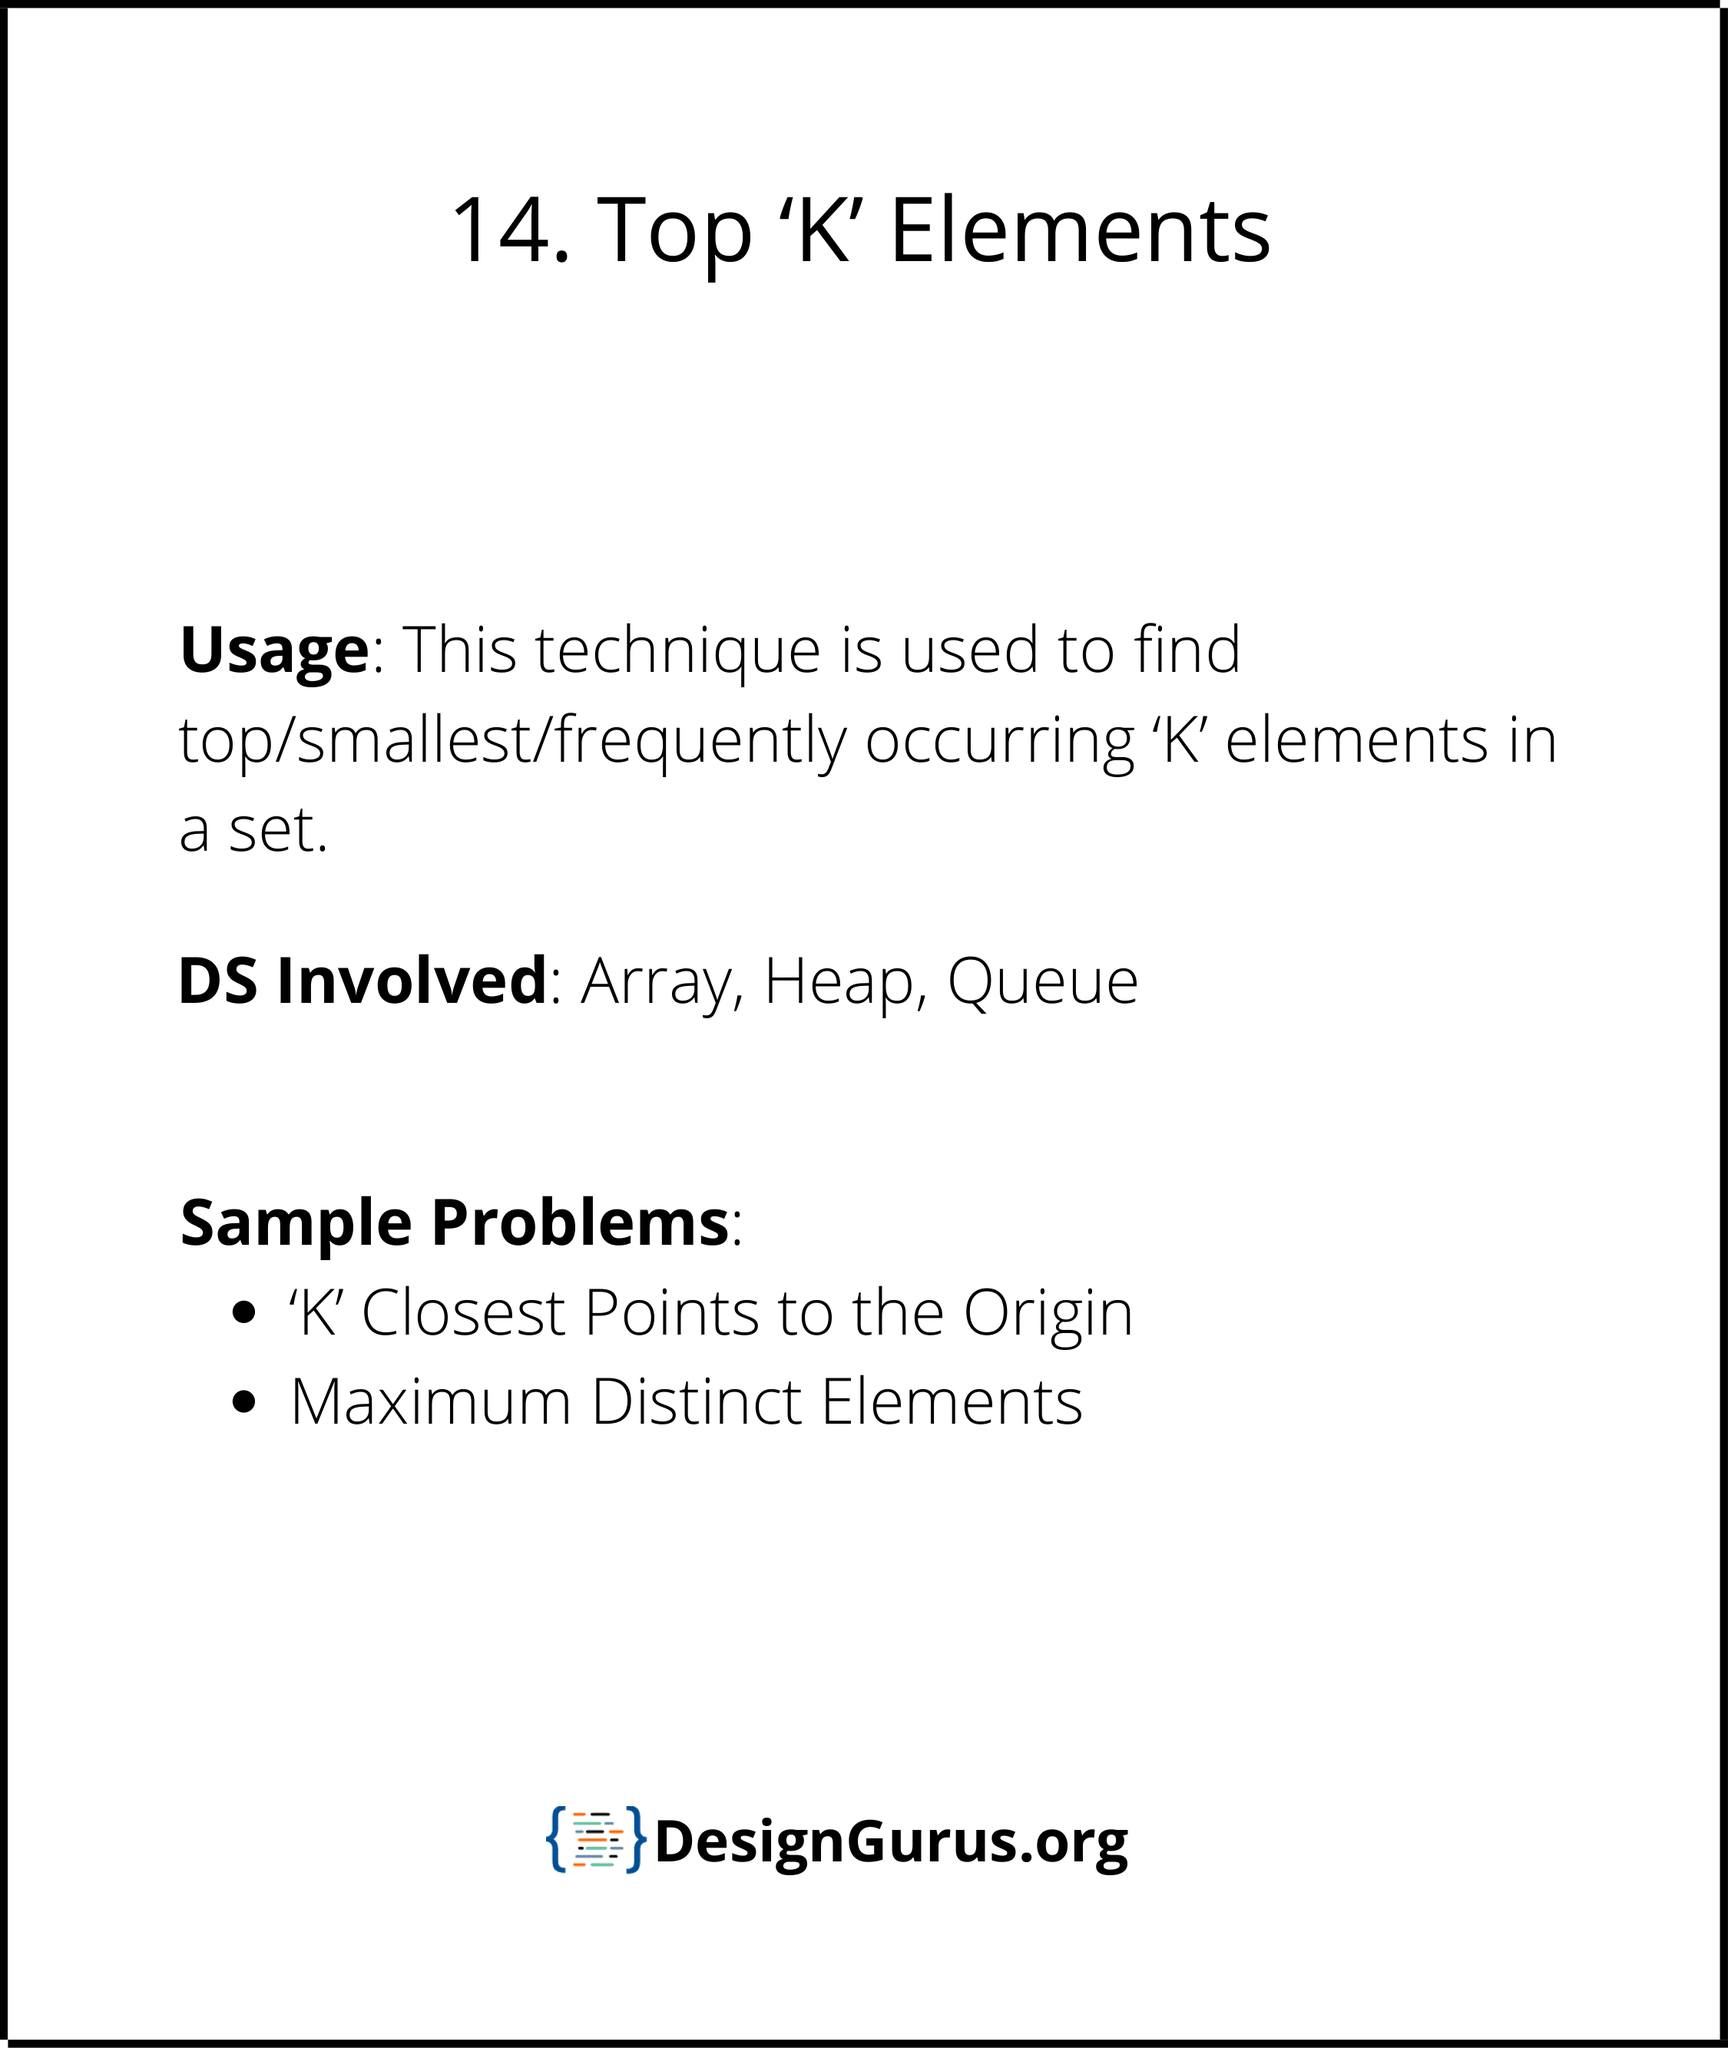 14. Top ‘K’ Elements
Usage: This technique is used to find
top/smallest/frequently occurring ‘K’ elements in
a set.
DS Involved: Array, Heap, Queue
Sample Problems:
• ‘K’ Closest Points to the Origin
• Maximum Distinct Elements
DesignGurus.org